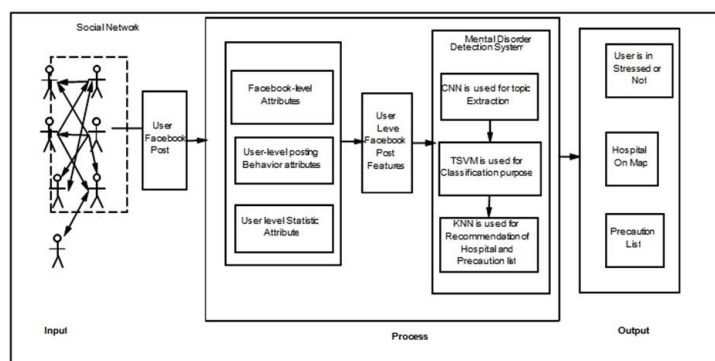 Social Network
User
Facebook
Post
Facebook-level
Attributes
User-level posting
Behavior attributes
User level Statistic
Attribute
User
Leve
Facebook
Post
Features
Mental Disorder
Detection System
CNN is used for topic
Extraction
TSVM is used for
Classification purpose
KNN is used for
Recommendation of
Hospital and
Precaution list
User is in
Stressed or
Not
Hospital
On Map
Precaution
List
Input
Process
Output